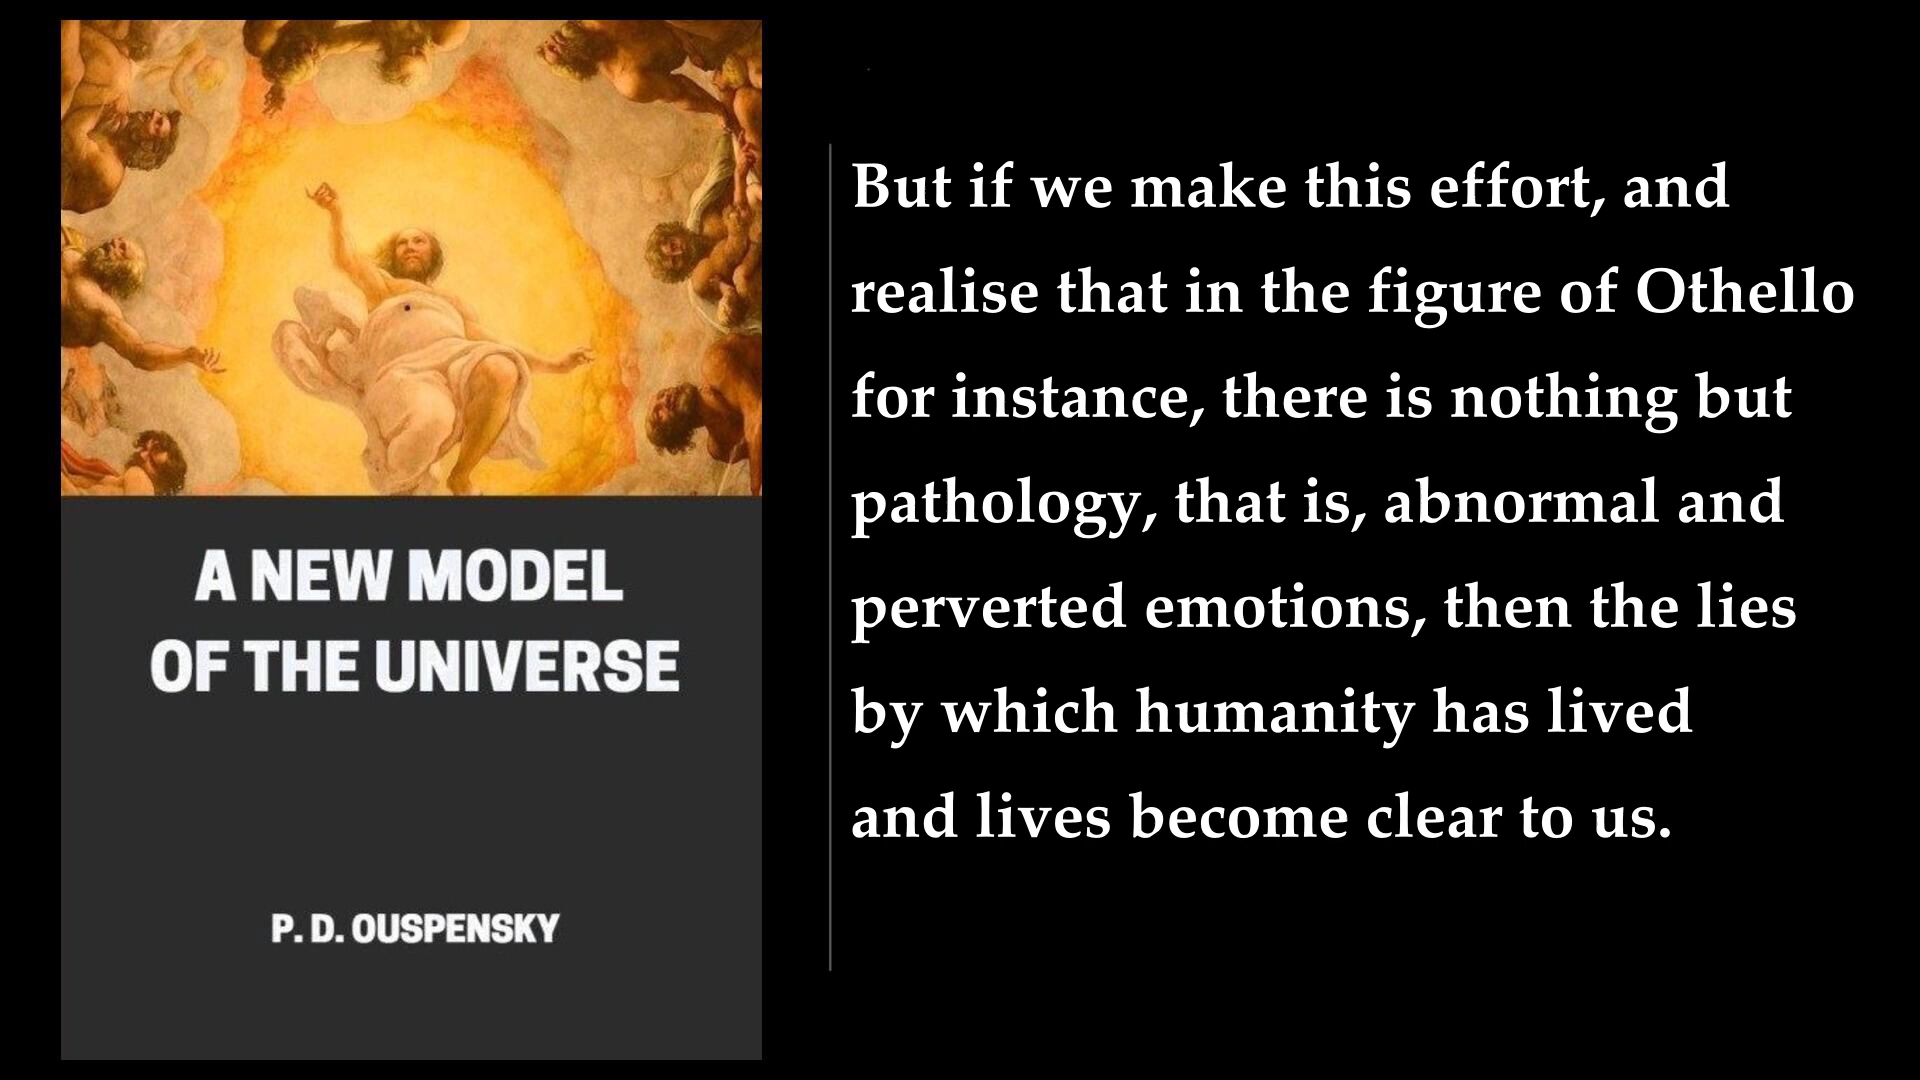 A NEW MODEL
OF THE UNIVERSE
P. D. OUSPENSKY
But if we make this effort, and
realise that in the figure of Othello
for instance, there is nothing but
pathology, that is, abnormal and
perverted emotions, then the lies
by which humanity has lived
and lives become clear to us.